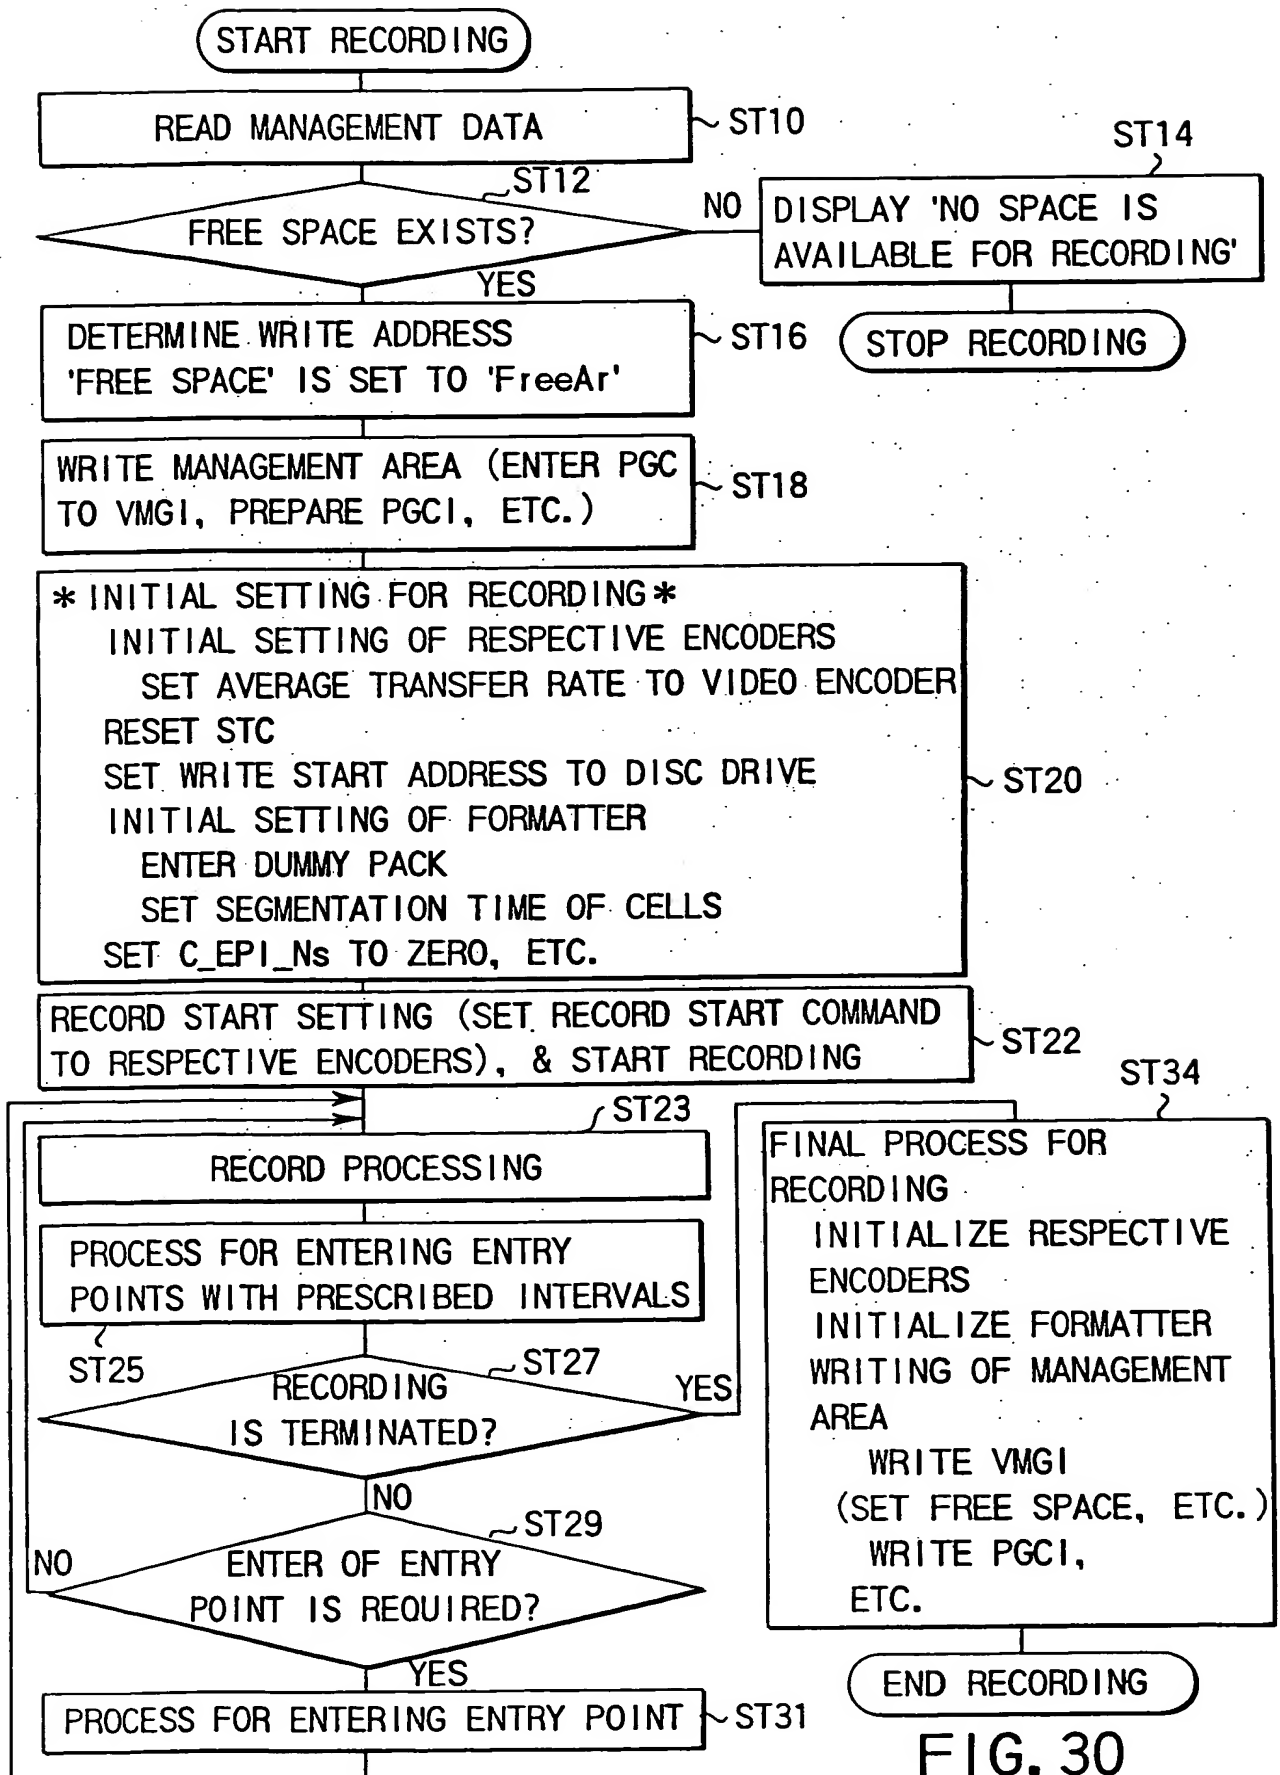 START RECORDING
READ MANAGEMENT DATA
ST10
ST12
FREE SPACE EXISTS?
NO
YES
ST14
DISPLAY 'NO SPACE IS
AVAILABLE FOR RECORDING'
STOP RECORDING
DETERMINE WRITE ADDRESS
'FREE SPACE' IS SET TO 'FreeAr'
ST16
WRITE MANAGEMENT AREA (ENTER PGC
TO VMGI, PREPARE PGCI, ETC.)
ST18
* INITIAL SETTING FOR RECORDING *
INITIAL SETTING OF RESPECTIVE ENCODERS
SET AVERAGE TRANSFER RATE TO VIDEO ENCODER
RESET STC
SET WRITE START ADDRESS TO DISC DRIVE
INITIAL SETTING OF FORMATTER
ENTER DUMMY PACK
SET SEGMENTATION TIME OF CELLS
SET C_EPI_Ns TO ZERO, ETC.
ST20
RECORD START SETTING (SET RECORD START COMMAND
TO RESPECTIVE ENCODERS), & START RECORDING
ST22
ST23
RECORD PROCESSING
PROCESS FOR ENTERING ENTRY
POINTS WITH PRESCRIBED INTERVALS
ST25
ST27
RECORDING
IS TERMINATED?
YES
NO
ST29
ENTER OF ENTRY
POINT IS REQUIRED?
NO
YES
PROCESS FOR ENTERING ENTRY POINT
ST31
ST34
FINAL PROCESS FOR
RECORDING
INITIALIZE RESPECTIVE
ENCODERS
INITIALIZE FORMATTER
WRITING OF MANAGEMENT
AREA
WRITE VMGI
(SET FREE SPACE, ETC.)
WRITE PGCI,
ETC.
END RECORDING
FIG. 30